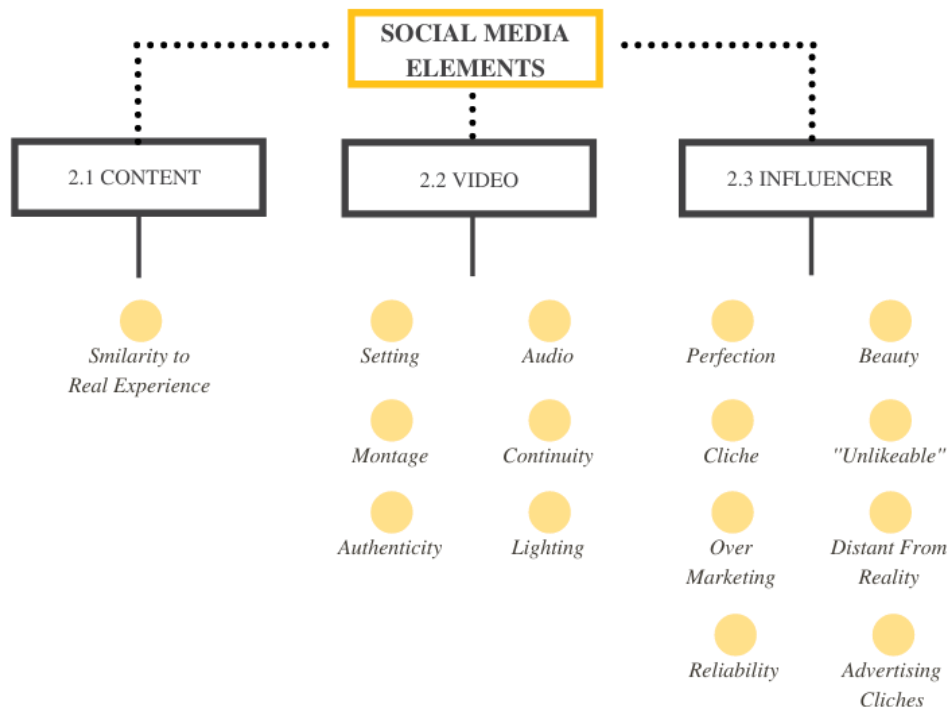 SOCIAL MEDIA
ELEMENTS
2.1 CONTENT
2.2 VIDEO
2.3 INFLUENCER
Smilarity to
Real Experience
Setting
Audio
Montage
Continuity
Authenticity
Lighting
Perfection
Beauty
Cliche
"Unlikeable"
Over
Marketing
Distant From
Reality
Reliability
Advertising
Cliches